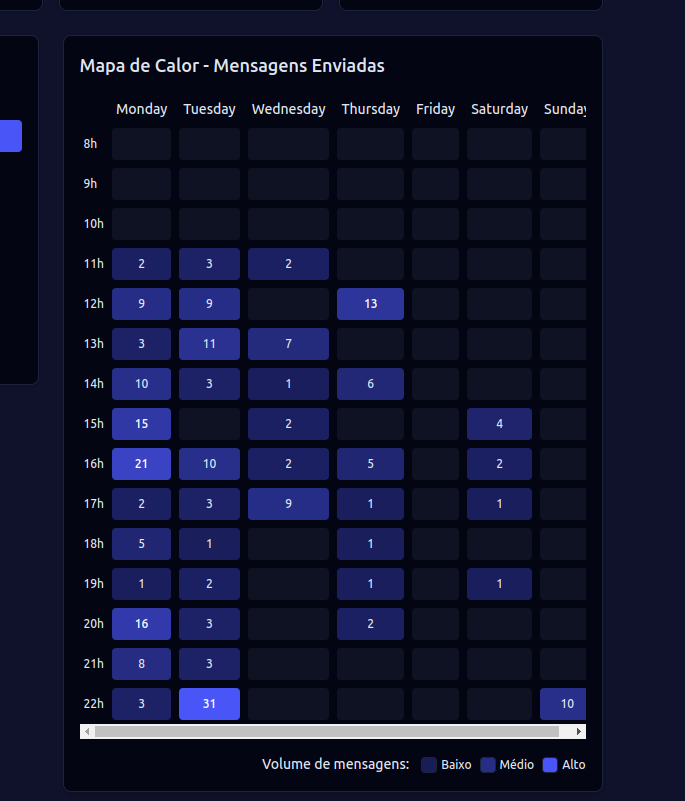 Mapa de Calor - Mensagens Enviadas
Monday Tuesday Wednesday Thursday Friday Saturday Sunday
8h
9h
10h
11h 2 3 2
12h 9 9 13
13h 3 11 7
14h 10 3 1 6
15h 15 2 4
16h 21 10 2 5 2
17h 2 3 9 1 1
18h 5 1 1
19h 1 2 1 1
20h 16 3 2
21h 8 3
22h 3 31 10
Volume de mensagens: Baixo Médio Alto